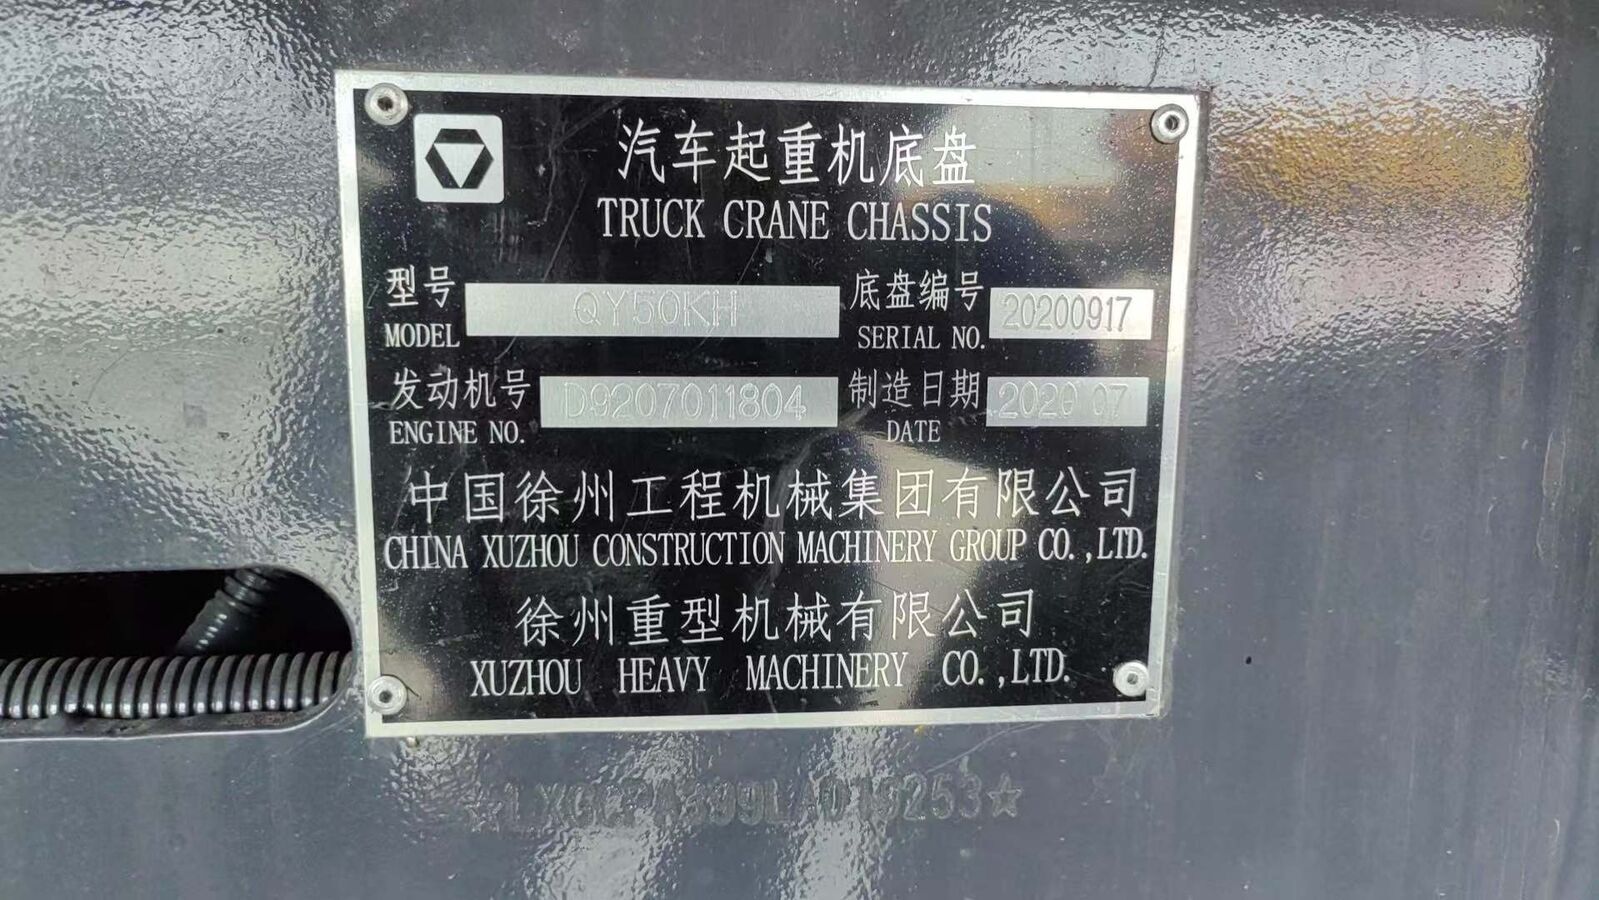 汽车起重机底盘
TRUCK CRANE CHASSIS
型号 QY50KH 底盘编号 20200917
MODEL SERIAL NO.
发动机号 D9207011804 制造日期 2020 07
ENGINE NO. DATE
中国徐州工程机械集团有限公司
CHINA XUZHOU CONSTRUCTION MACHINERY GROUP CO.,LTD.
徐州重型机械有限公司
XUZHOU HEAVY MACHINERY CO.,LTD.